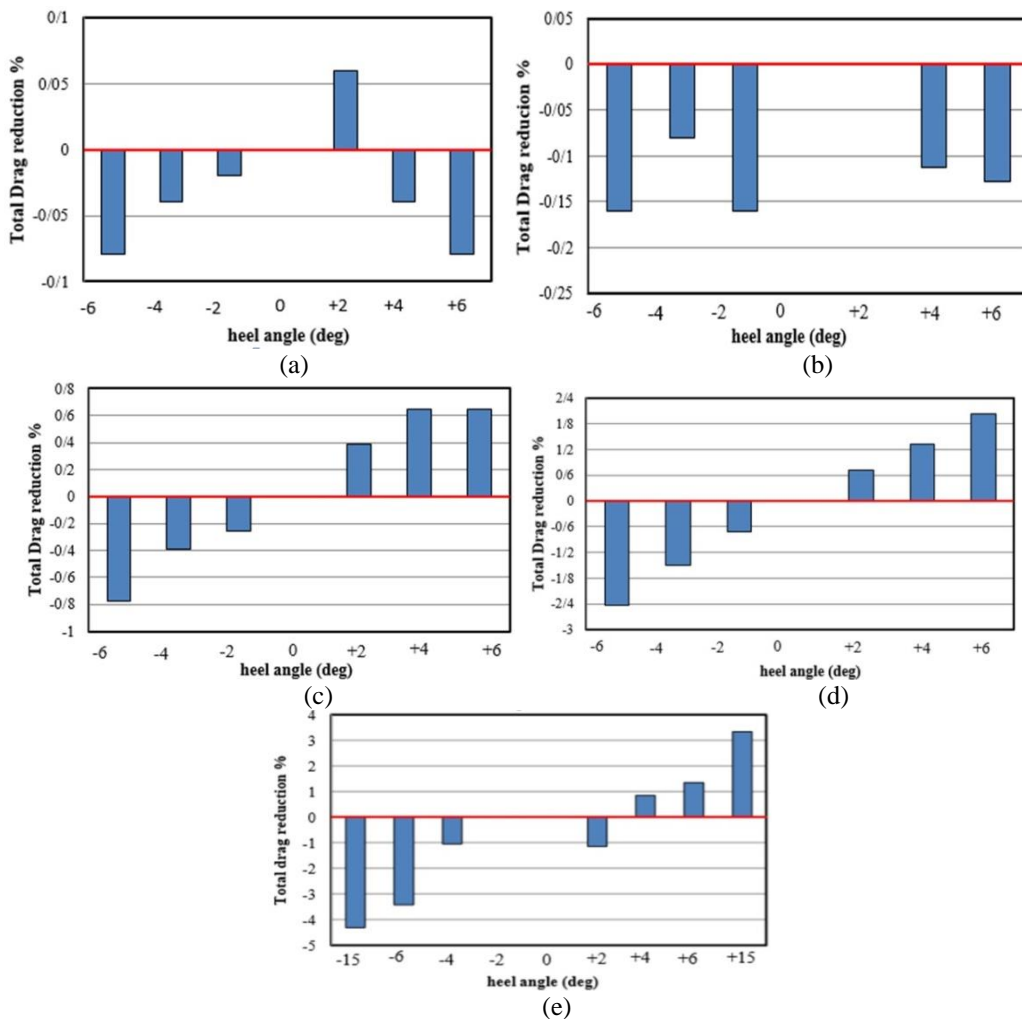 Total Drag reduction %
0/1
0/05
0
-0/05
-0/1
-6 -4 -2 0 +2 +4 +6
heel angle (deg)
(a)
Total Drag reducion %
0/05
0
-0/05
-0/1
-0/15
-0/2
-0/25
-6 -4 -2 0 +2 +4 +6
heel angle (deg)
(b)
Total Drag reduction %
0/8
0/6
0/4
0/2
0
-0/2
-0/4
-0/6
-0/8
-1
-6 -4 -2 0 +2 +4 +6
heel angle (deg)
(c)
Total Drag reduction %
2/4
1/8
1/2
0/6
0
-0/6
-1/2
-1/8
-2/4
-3
-6 -4 -2 0 +2 +4 +6
heel angle (deg)
(d)
Total drag reduction %
4
3
2
1
0
-1
-2
-3
-4
-5
-15 -6 -4 -2 0 +2 +4 +6 +15
heel angle (deg)
(e)